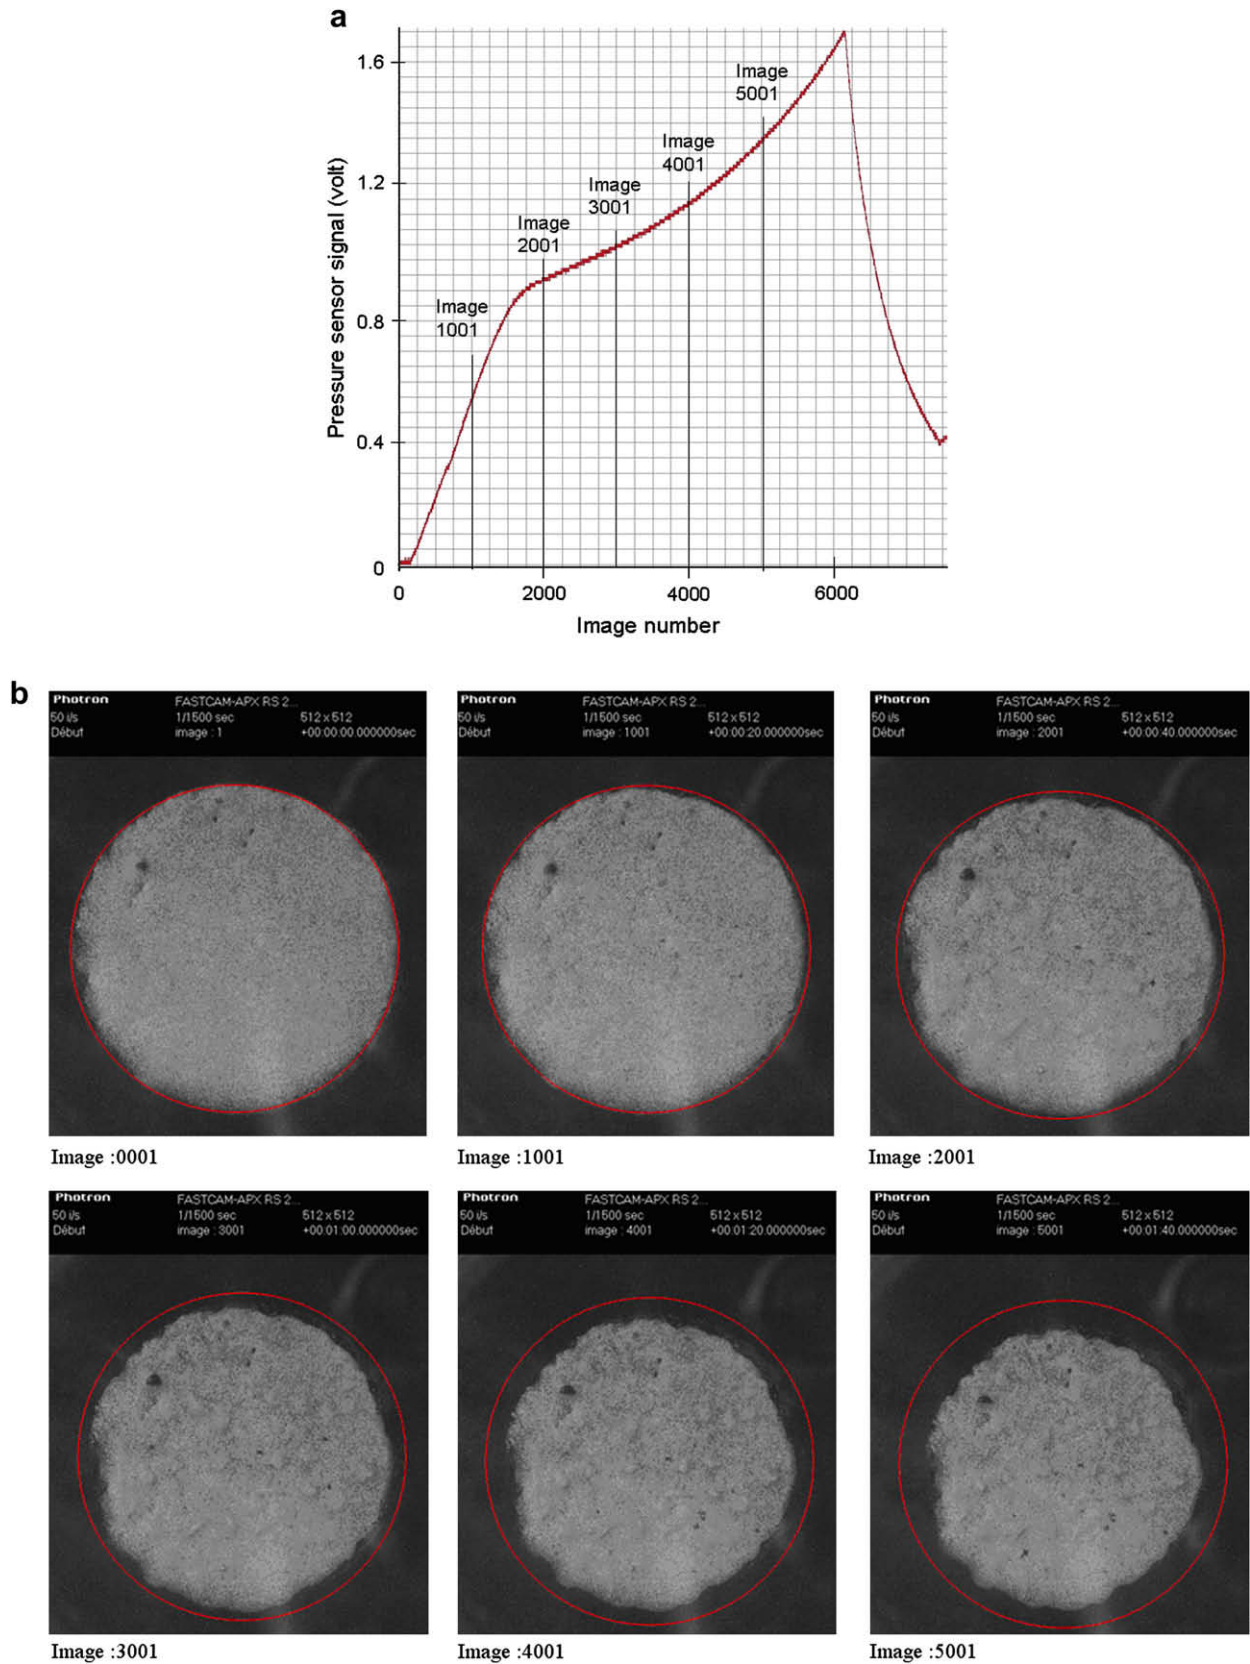 a
1.6
1.2
0.8
0.4
0
Pressure sensor signal (volt)
Image
1001
Image
2001
Image
3001
Image
4001
Image
5001
0 2000 4000 6000
Image number
b
Photron FASTCAM-APX RS 2...
50 i/s 1/1500 sec 512 x 512
Début image : 1 +00:00:00.000000sec
Photron FASTCAM-APX RS 2...
50 i/s 1/1500 sec 512 x 512
Début image : 1001 +00:00:20.000000sec
Photron FASTCAM-APX RS 2...
50 i/s 1/1500 sec 512 x 512
Début image : 2001 +00:00:40.000000sec
Image :0001
Image :1001
Image :2001
Photron FASTCAM-APX RS 2...
50 i/s 1/1500 sec 512 x 512
Début image : 3001 +00:01:00.000000sec
Photron FASTCAM-APX RS 2...
50 i/s 1/1500 sec 512 x 512
Début image : 4001 +00:01:20.000000sec
Photron FASTCAM-APX RS 2...
50 i/s 1/1500 sec 512 x 512
Début image : 5001 +00:01:40.000000sec
Image :3001
Image :4001
Image :5001